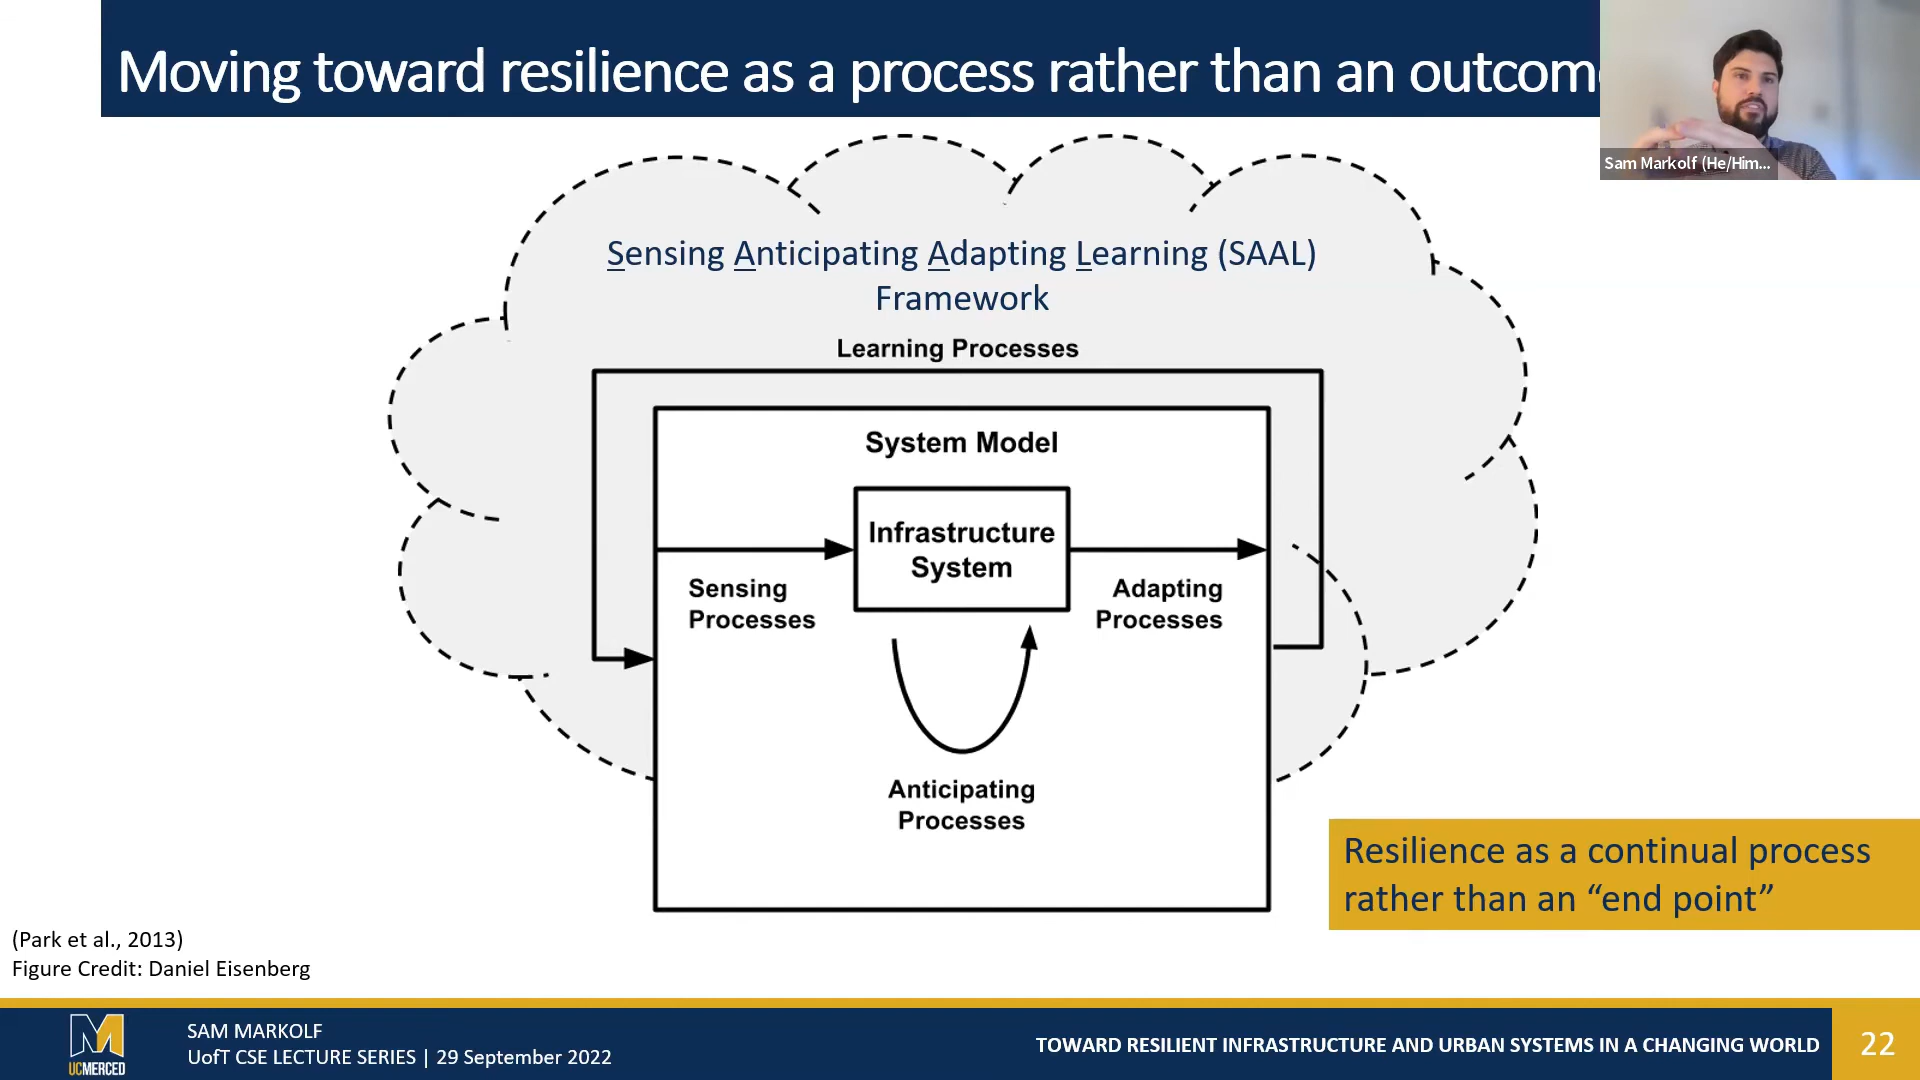 Moving toward resilience as a process rather than an outcom
Sam Markolf (He/Him...
Sensing Anticipating Adapting Learning (SAAL)
Framework
Learning Processes
System Model
Infrastructure
System
Sensing
Processes
Adapting
Processes
Anticipating
Processes
Resilience as a continual process
rather than an “end point”
(Park et al., 2013)
Figure Credit: Daniel Eisenberg
UCMERCED
SAM MARKOLF
UofT CSE LECTURE SERIES | 29 September 2022
TOWARD RESILIENT INFRASTRUCTURE AND URBAN SYSTEMS IN A CHANGING WORLD
22